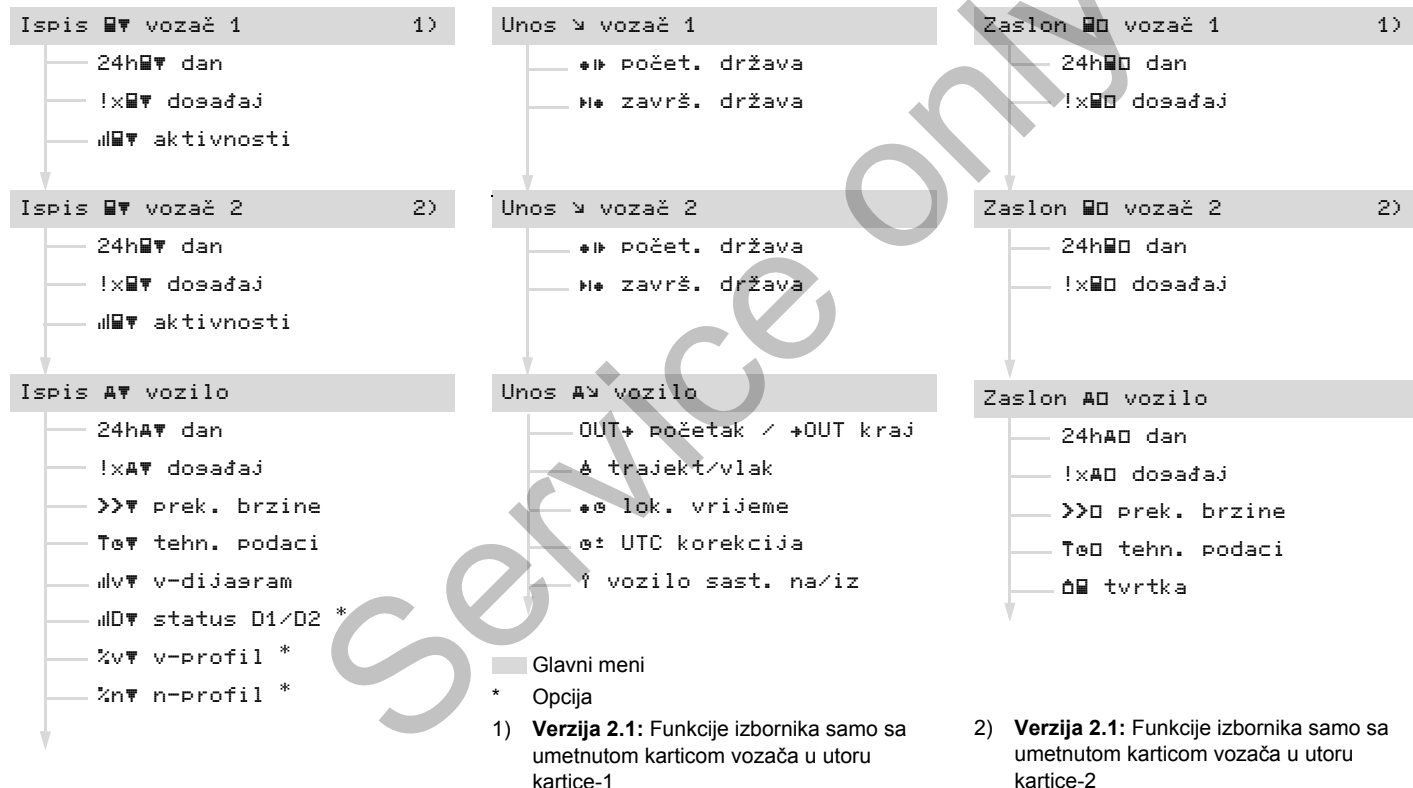 Ispis vozač 1 1)
24h dan
!x događaj
aktivnosti
Ispis vozač 2 2)
24h dan
!x događaj
aktivnosti
Ispis vozilo
24h dan
!x događaj
>> prek. brzine
tehn. podaci
v v-dijagram
D status D1/D2 *
%v v-profil *
%n n-profil *
Unos vozač 1
počet. država
završ. država
Unos vozač 2
počet. država
završ. država
Unos vozilo
OUT početak / OUT kraj
trajekt/vlak
lok. vrijeme
UTC korekcija
vozilo sast. na/iz
Glavni meni
* Opcija
1) Verzija 2.1: Funkcije izbornika samo sa
umetnutom karticom vozača u utoru
kartice-1
Zaslon vozač 1 1)
24h dan
!x događaj
Zaslon vozač 2 2)
24h dan
!x događaj
Zaslon vozilo
24h dan
!x događaj
>> prek. brzine
tehn. podaci
tvrtka
2) Verzija 2.1: Funkcije izbornika samo sa
umetnutom karticom vozača u utoru
kartice-2
Service only